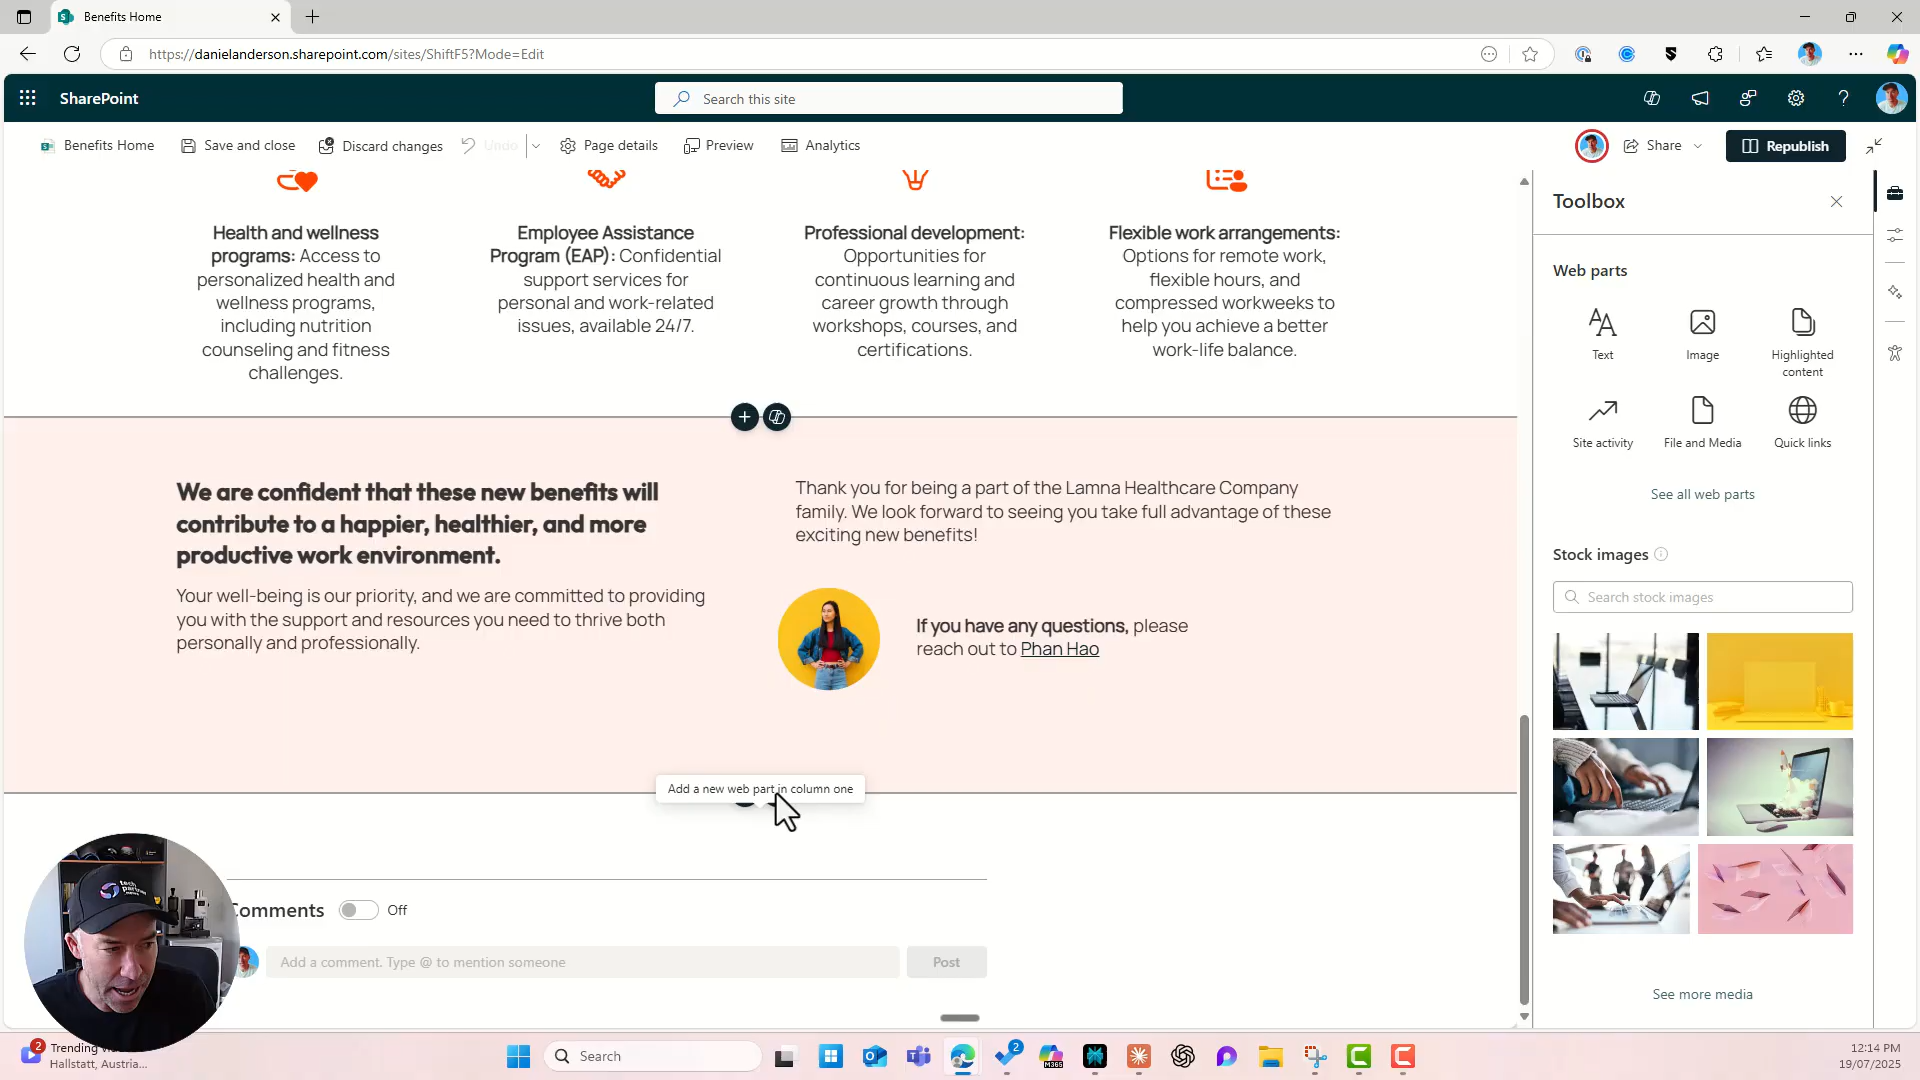 Benefits Home
https://danielanderson.sharepoint.com/sites/ShiftF5?Mode=Edit
SharePoint
Search this site
Benefits Home
Save and close
Discard changes
Undo
Page details
Preview
Analytics
Share
Republish
Health and wellness
programs: Access to
personalized health and
wellness programs,
including nutrition
counseling and fitness
challenges.
Employee Assistance
Program (EAP): Confidential
support services for
personal and work-related
issues, available 24/7.
Professional development:
Opportunities for
continuous learning and
career growth through
workshops, courses, and
certifications.
Flexible work arrangements:
Options for remote work,
flexible hours, and
compressed workweeks to
help you achieve a better
work-life balance.
We are confident that these new benefits will
contribute to a happier, healthier, and more
productive work environment.
Your well-being is our priority, and we are committed to providing
you with the support and resources you need to thrive both
personally and professionally.
Thank you for being a part of the Lamna Healthcare Company
family. We look forward to seeing you take full advantage of these
exciting new benefits!
If you have any questions, please
reach out to Phan Hao
Add a new web part in column one
Comments
Off
Add a comment. Type @ to mention someone
Post
Toolbox
Web parts
Text
Image
Highlighted
content
Site activity
File and Media
Quick links
See all web parts
Stock images
Search stock images
See more media
2
Trending
Hallstatt, Austria...
Search
M365
2
12:14 PM
19/07/2025